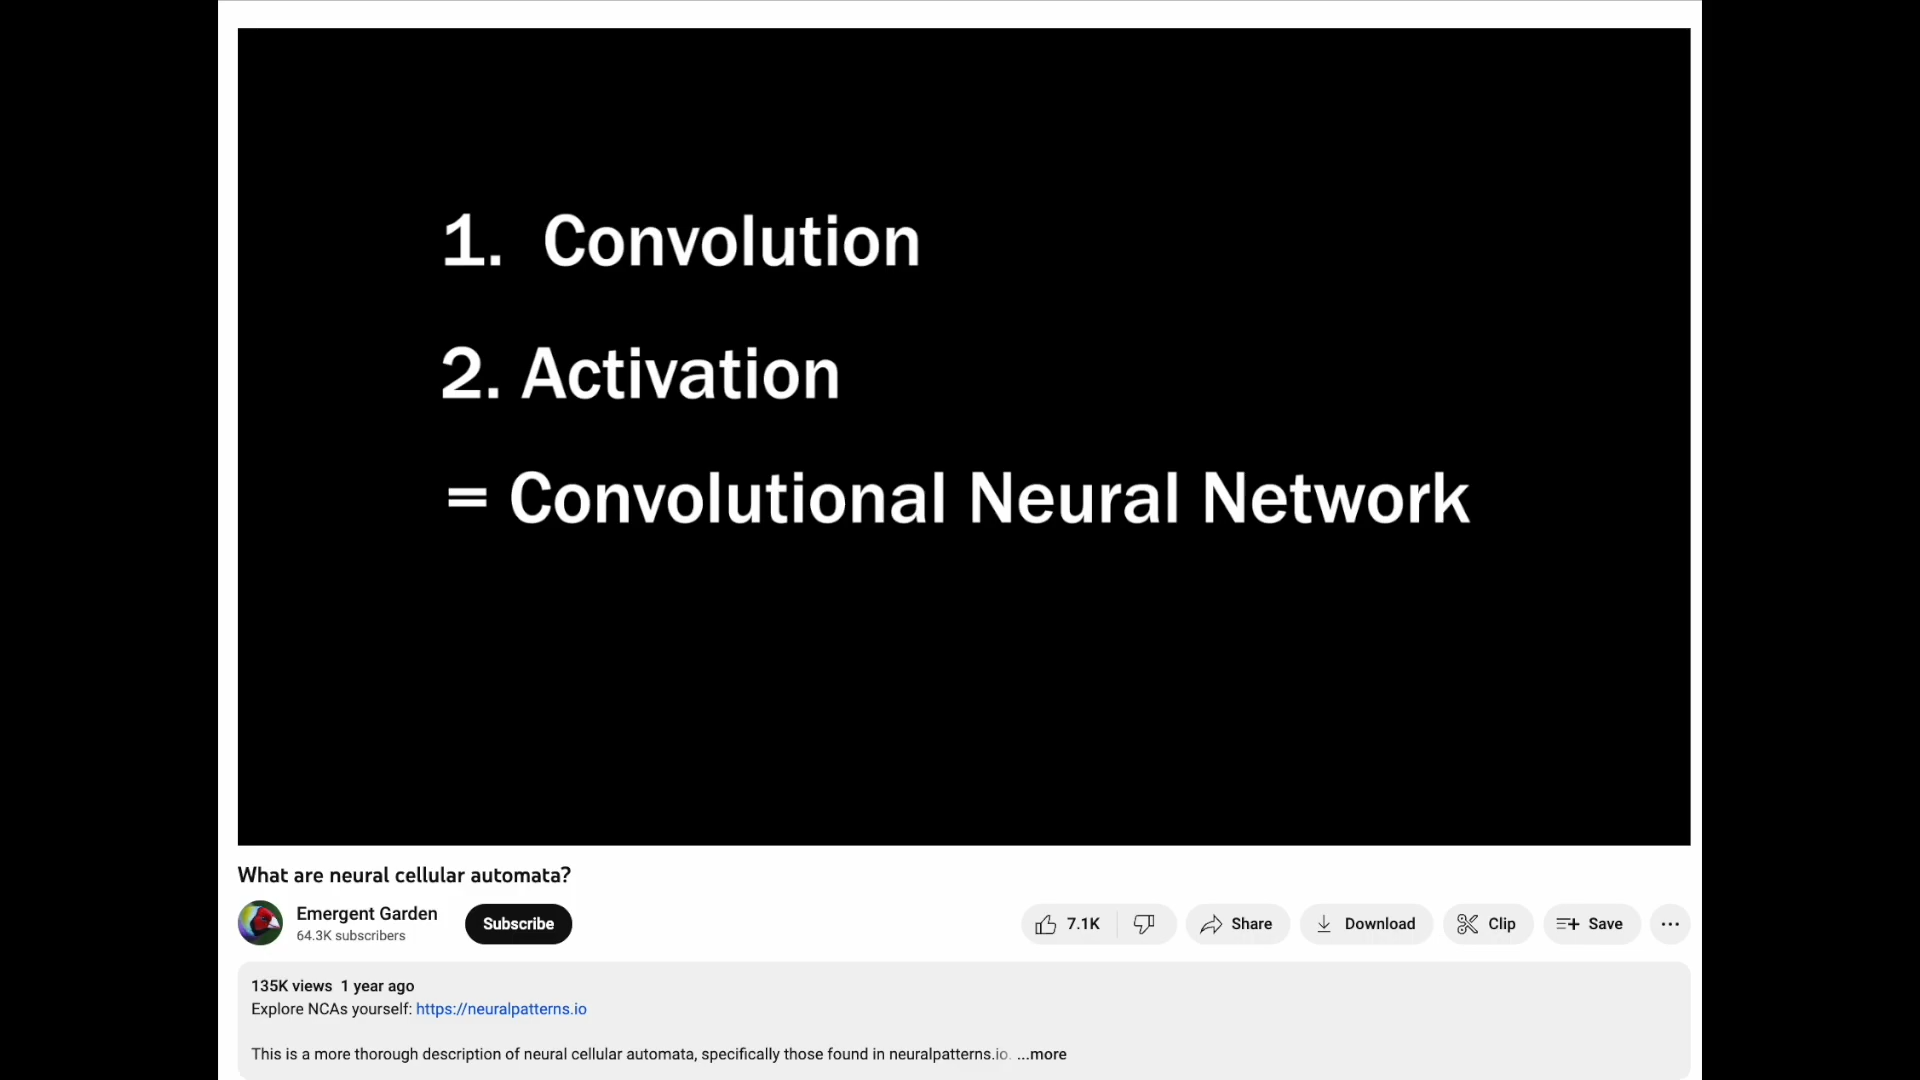 1. Convolution
2. Activation
= Convolutional Neural Network
What are neural cellular automata?
Emergent Garden
64.3K subscribers
Subscribe
7.1K
Share
Download
Clip
Save
135K views 1 year ago
Explore NCAs yourself: https://neuralpatterns.io
This is a more thorough description of neural cellular automata, specifically those found in neuralpatterns.io. ...more